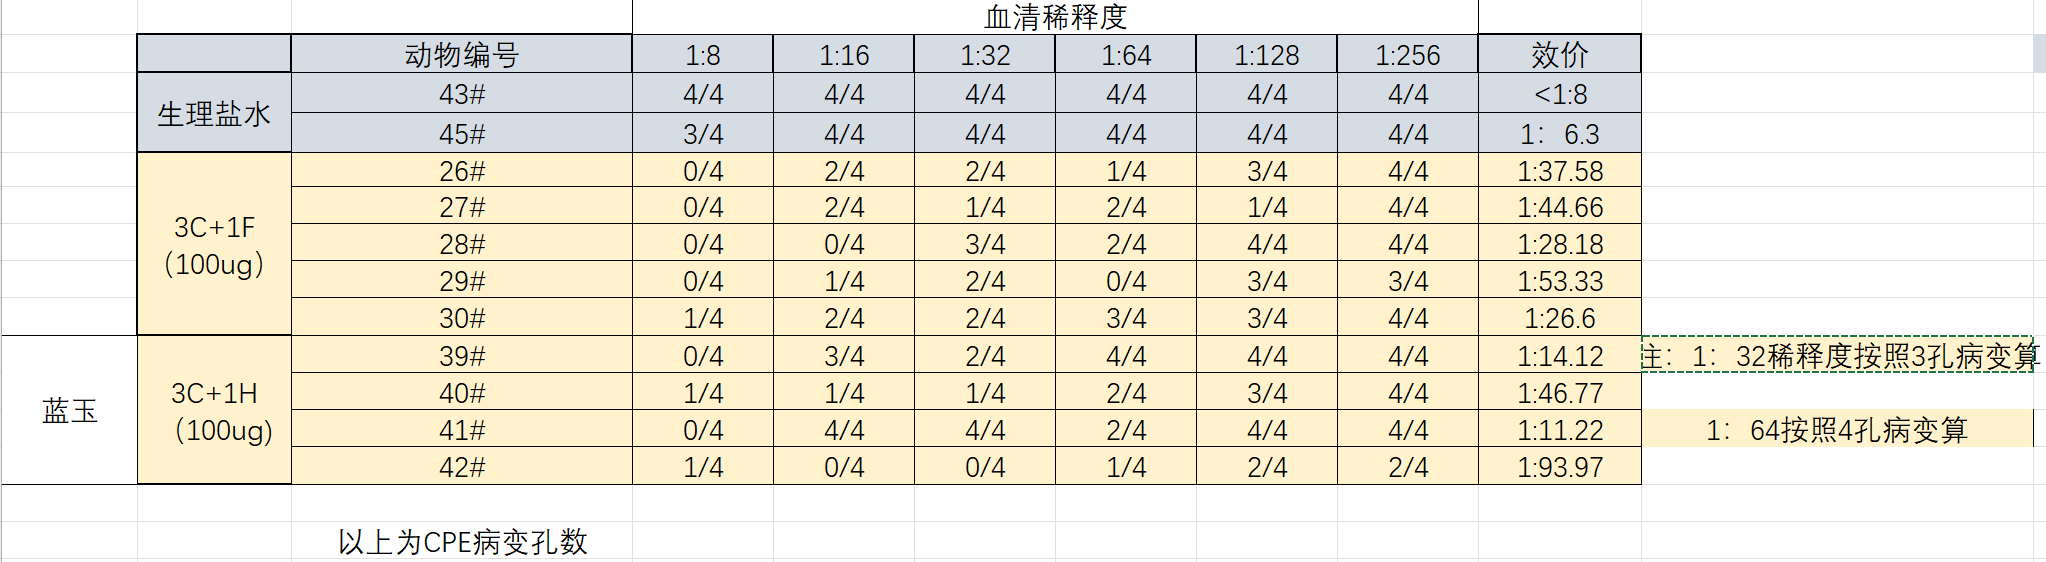 血清稀释度
动物编号 1:8 1:16 1:32 1:64 1:128 1:256 效价
生理盐水
43# 4/4 4/4 4/4 4/4 4/4 4/4 <1:8
45# 3/4 4/4 4/4 4/4 4/4 4/4 1：6.3
3C+1F
（100ug）
26# 0/4 2/4 2/4 1/4 3/4 4/4 1:37.58
27# 0/4 2/4 1/4 2/4 1/4 4/4 1:44.66
28# 0/4 0/4 3/4 2/4 4/4 4/4 1:28.18
29# 0/4 1/4 2/4 0/4 3/4 3/4 1:53.33
30# 1/4 2/4 2/4 3/4 3/4 4/4 1:26.6
蓝玉
3C+1H
（100ug)
39# 0/4 3/4 2/4 4/4 4/4 4/4 1:14.12 注：1：32稀释度按照3孔病变算
40# 1/4 1/4 1/4 2/4 3/4 4/4 1:46.77
41# 0/4 4/4 4/4 2/4 4/4 4/4 1:11.22 1：64按照4孔病变算
42# 1/4 0/4 0/4 1/4 2/4 2/4 1:93.97
以上为CPE病变孔数